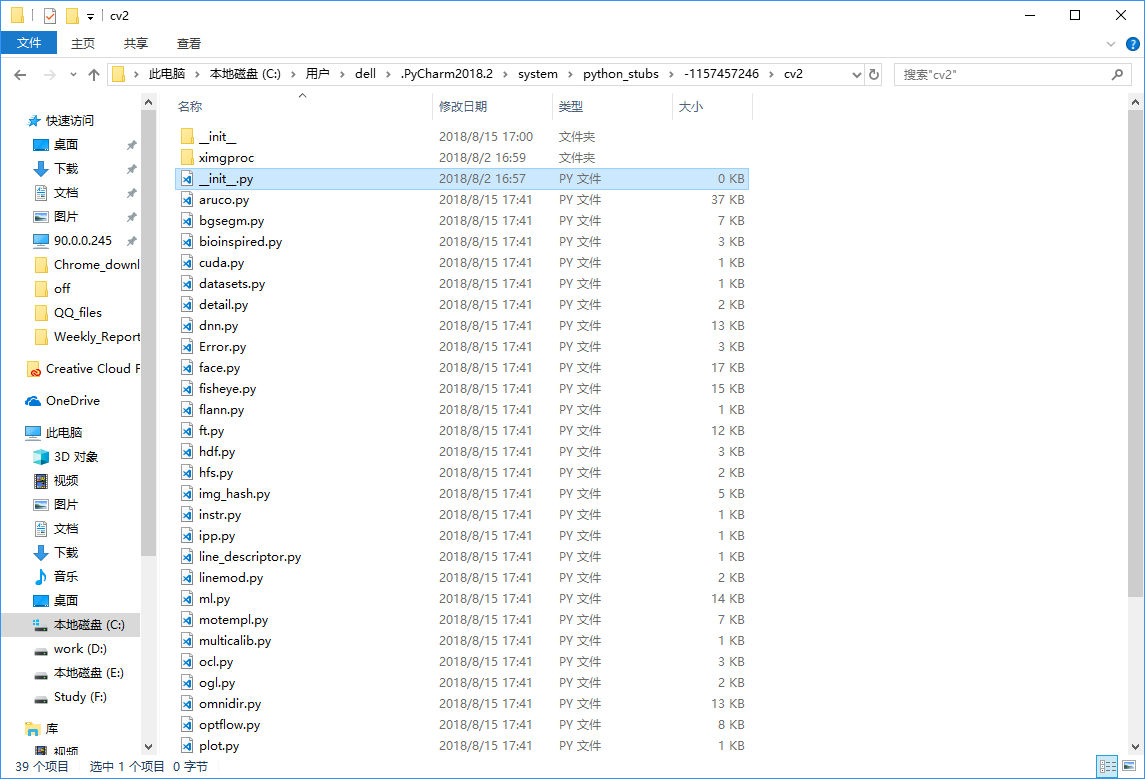 cv2
文件 主页 共享 查看
此电脑 本地磁盘 (C:) 用户 dell .PyCharm2018.2 system python_stubs -1157457246 cv2 搜索"cv2"
快速访问
桌面
下载
文档
图片
90.0.0.245
Chrome_downl
off
QQ_files
Weekly_Report
Creative Cloud F
OneDrive
此电脑
3D 对象
视频
图片
文档
下载
音乐
桌面
本地磁盘 (C:)
work (D:)
本地磁盘 (E:)
Study (F:)
库
视频
名称 修改日期 类型 大小
__init__ 2018/8/15 17:00 文件夹
ximgproc 2018/8/2 16:59 文件夹
__init__.py 2018/8/2 16:57 PY 文件 0 KB
aruco.py 2018/8/15 17:41 PY 文件 37 KB
bgsegm.py 2018/8/15 17:41 PY 文件 7 KB
bioinspired.py 2018/8/15 17:41 PY 文件 3 KB
cuda.py 2018/8/15 17:41 PY 文件 1 KB
datasets.py 2018/8/15 17:41 PY 文件 1 KB
detail.py 2018/8/15 17:41 PY 文件 2 KB
dnn.py 2018/8/15 17:41 PY 文件 13 KB
Error.py 2018/8/15 17:41 PY 文件 3 KB
face.py 2018/8/15 17:41 PY 文件 17 KB
fisheye.py 2018/8/15 17:41 PY 文件 15 KB
flann.py 2018/8/15 17:41 PY 文件 1 KB
ft.py 2018/8/15 17:41 PY 文件 12 KB
hdf.py 2018/8/15 17:41 PY 文件 3 KB
hfs.py 2018/8/15 17:41 PY 文件 2 KB
img_hash.py 2018/8/15 17:41 PY 文件 5 KB
instr.py 2018/8/15 17:41 PY 文件 1 KB
ipp.py 2018/8/15 17:41 PY 文件 1 KB
line_descriptor.py 2018/8/15 17:41 PY 文件 1 KB
linemod.py 2018/8/15 17:41 PY 文件 2 KB
ml.py 2018/8/15 17:41 PY 文件 14 KB
motempl.py 2018/8/15 17:41 PY 文件 7 KB
multicalib.py 2018/8/15 17:41 PY 文件 1 KB
ocl.py 2018/8/15 17:41 PY 文件 3 KB
ogl.py 2018/8/15 17:41 PY 文件 2 KB
omnidir.py 2018/8/15 17:41 PY 文件 13 KB
optflow.py 2018/8/15 17:41 PY 文件 8 KB
plot.py 2018/8/15 17:41 PY 文件 1 KB
39 个项目 选中 1 个项目 0 字节